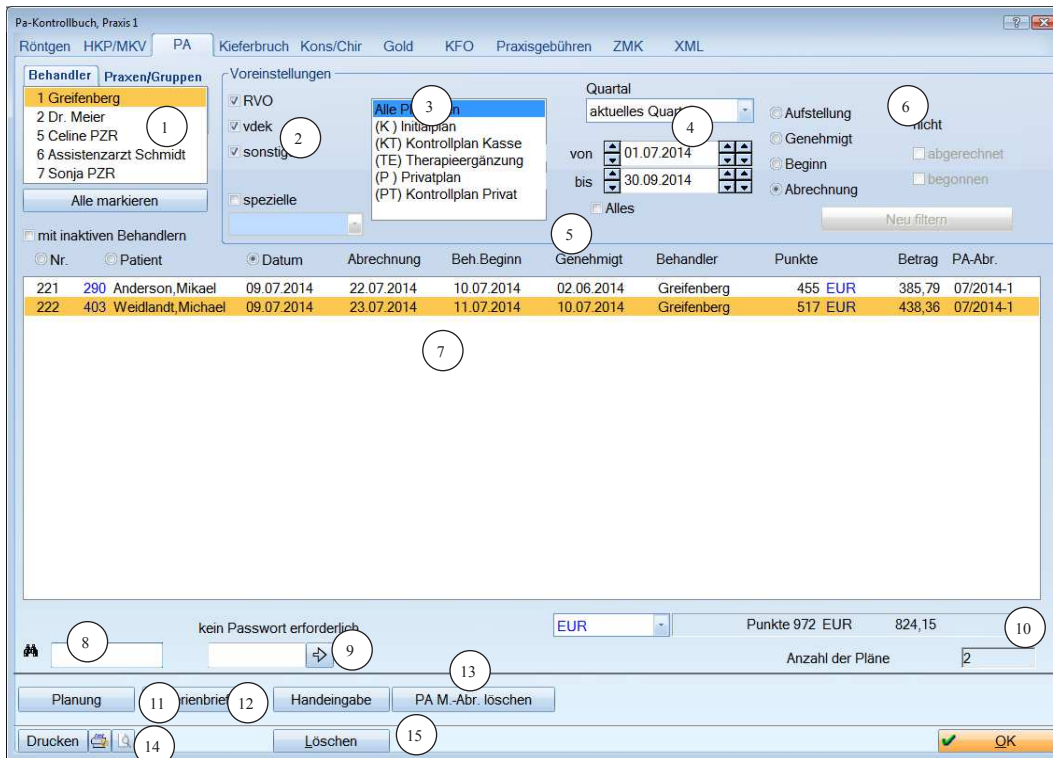 Pa-Kontrollbuch, Praxis 1
Röntgen HKP/MKV PA Kieferbruch Kons/Chir Gold KFO Praxisgebühren ZMK XML
Behandler Praxen/Gruppen
1 Greifenberg
2 Dr. Meier
5 Celine PZR
6 Assistenzarzt Schmidt
7 Sonja PZR
1
Alle markieren
mit inaktiven Behandlern
Voreinstellungen
RVO
vdek
2
spezielle
Alle
3
(K ) Initialplan
(KT) Kontrollplan Kasse
(TE) Therapieergänzung
(P ) Privatplan
(PT) Kontrollplan Privat
Quartal
aktuelles
4
von 01.07.2014
bis 30.09.2014
Alles
5
Aufstellung
Genehmigt
Beginn
Abrechnung
6
nicht
abgerechnet
begonnen
Neu filtern
Nr. Patient Datum Abrechnung Beh.Beginn Genehmigt Behandler Punkte Betrag PA-Abr.
221 290 Anderson,Mikael 09.07.2014 22.07.2014 10.07.2014 02.06.2014 Greifenberg 455 EUR 385,79 07/2014-1
222 403 Weidlandt,Michael 09.07.2014 23.07.2014 11.07.2014 10.07.2014 Greifenberg 517 EUR 438,36 07/2014-1
7
8
kein Passwort erforderlich
9
EUR Punkte 972 EUR 824,15
10
Anzahl der Pläne 2
13
Planung 11 12 Handeingabe PA M.-Abr. löschen
Drucken 14 Löschen 15 OK